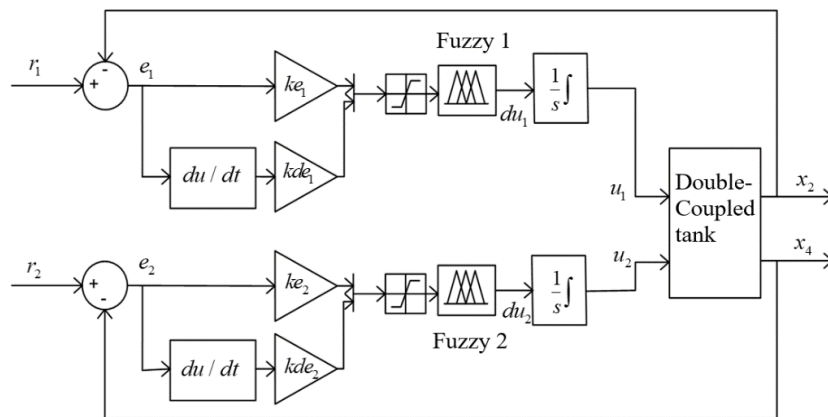 Fuzzy 1
r₁
-
+
e₁
ke₁
du₁
1/s ∫
du / dt
kde₁
u₁
Double-
Coupled
tank
x₂
x₄
r₂
+
-
e₂
ke₂
du₂
1/s ∫
u₂
Fuzzy 2
du / dt
kde₂